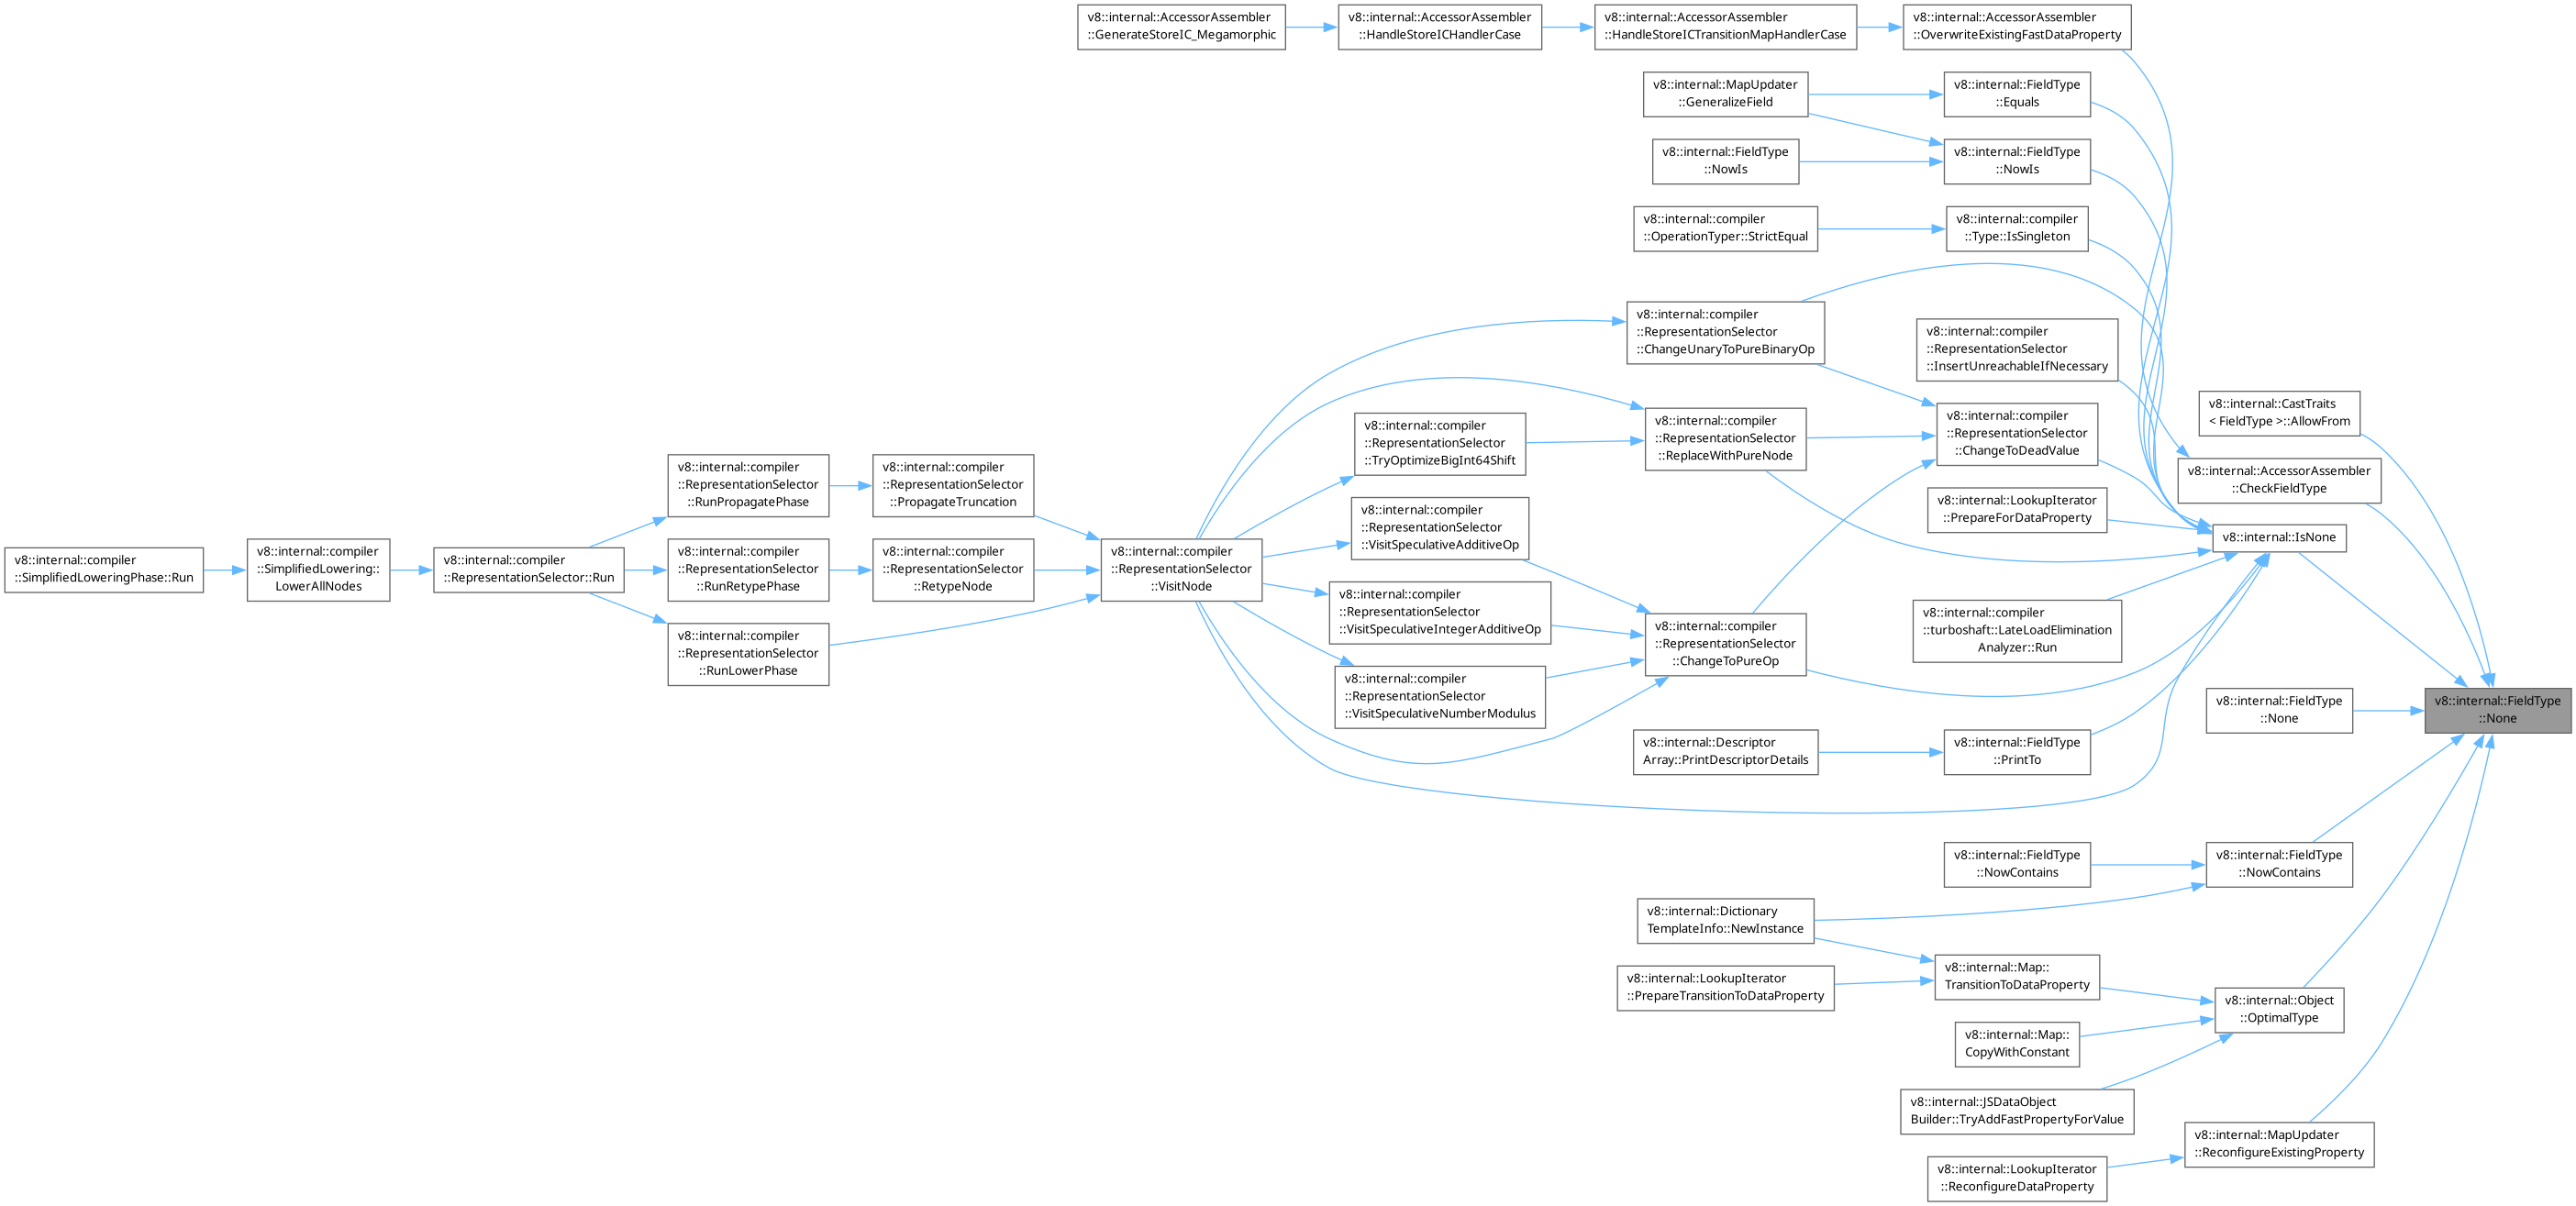 v8::internal::AccessorAssembler
::GenerateStoreIC_Megamorphic
v8::internal::AccessorAssembler
::HandleStoreICHandlerCase
v8::internal::AccessorAssembler
::HandleStoreICTransitionMapHandlerCase
v8::internal::AccessorAssembler
::OverwriteExistingFastDataProperty
v8::internal::MapUpdater
::GeneralizeField
v8::internal::FieldType
::Equals
v8::internal::FieldType
::NowIs
v8::internal::FieldType
::NowIs
v8::internal::compiler
::OperationTyper::StrictEqual
v8::internal::compiler
::Type::IsSingleton
v8::internal::compiler
::RepresentationSelector
::ChangeUnaryToPureBinaryOp
v8::internal::compiler
::RepresentationSelector
::InsertUnreachableIfNecessary
v8::internal::CastTraits
< FieldType >::AllowFrom
v8::internal::compiler
::RepresentationSelector
::TryOptimizeBigInt64Shift
v8::internal::compiler
::RepresentationSelector
::ReplaceWithPureNode
v8::internal::compiler
::RepresentationSelector
::ChangeToDeadValue
v8::internal::AccessorAssembler
::CheckFieldType
v8::internal::compiler
::RepresentationSelector
::RunPropagatePhase
v8::internal::compiler
::RepresentationSelector
::PropagateTruncation
v8::internal::compiler
::RepresentationSelector
::VisitSpeculativeAdditiveOp
v8::internal::LookupIterator
::PrepareForDataProperty
v8::internal::IsNone
v8::internal::compiler
::SimplifiedLoweringPhase::Run
v8::internal::compiler
::SimplifiedLowering::
LowerAllNodes
v8::internal::compiler
::RepresentationSelector::Run
v8::internal::compiler
::RepresentationSelector
::RunRetypePhase
v8::internal::compiler
::RepresentationSelector
::RetypeNode
v8::internal::compiler
::RepresentationSelector
::VisitNode
v8::internal::compiler
::RepresentationSelector
::VisitSpeculativeIntegerAdditiveOp
v8::internal::compiler
::RepresentationSelector
::ChangeToPureOp
v8::internal::compiler
::turboshaft::LateLoadElimination
Analyzer::Run
v8::internal::compiler
::RepresentationSelector
::RunLowerPhase
v8::internal::compiler
::RepresentationSelector
::VisitSpeculativeNumberModulus
v8::internal::FieldType
::None
v8::internal::FieldType
::None
v8::internal::Descriptor
Array::PrintDescriptorDetails
v8::internal::FieldType
::PrintTo
v8::internal::FieldType
::NowContains
v8::internal::FieldType
::NowContains
v8::internal::Dictionary
TemplateInfo::NewInstance
v8::internal::LookupIterator
::PrepareTransitionToDataProperty
v8::internal::Map::
TransitionToDataProperty
v8::internal::Object
::OptimalType
v8::internal::Map::
CopyWithConstant
v8::internal::JSDataObject
Builder::TryAddFastPropertyForValue
v8::internal::MapUpdater
::ReconfigureExistingProperty
v8::internal::LookupIterator
::ReconfigureDataProperty